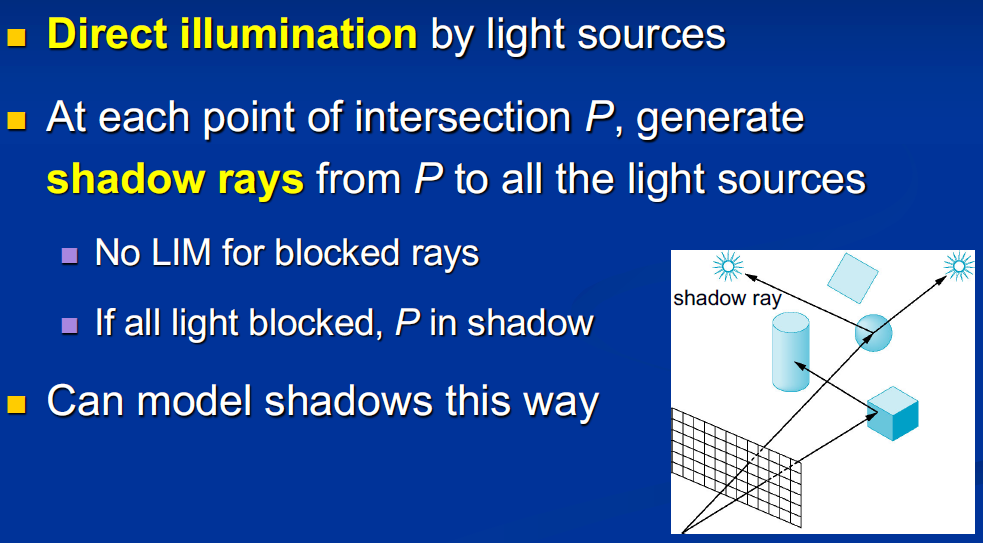 Direct illumination by light sources
At each point of intersection P, generate
shadow rays from P to all the light sources
No LIM for blocked rays
shadow ray
If all light blocked, P in shadow
Can model shadows this way